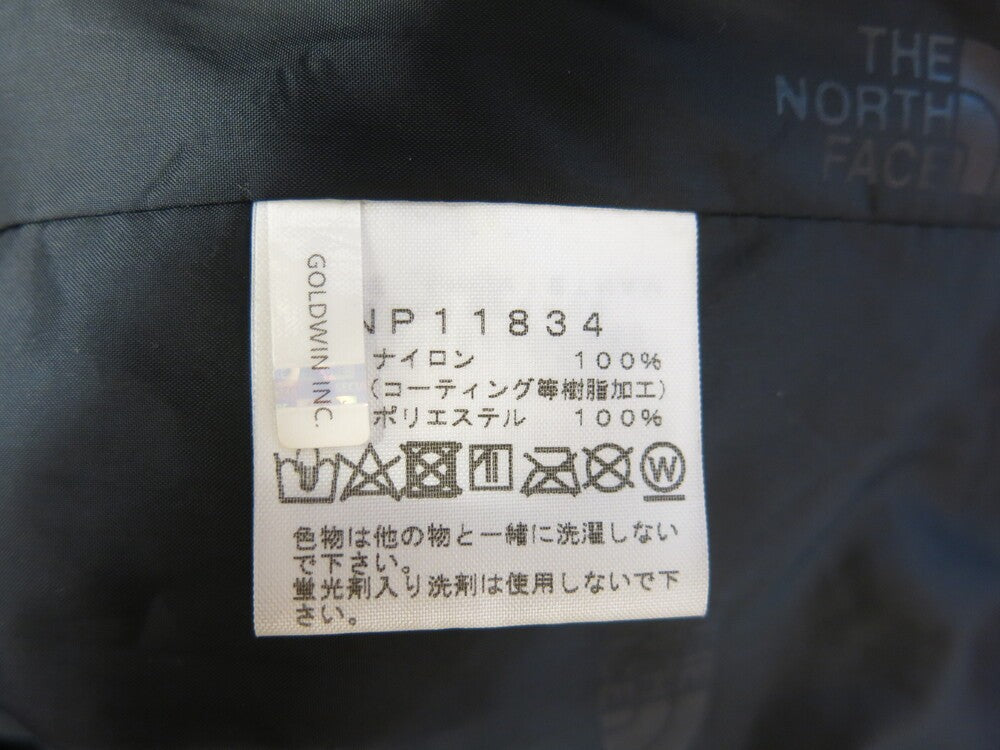 THE
NORTH
FACE
GOLDWIN INC.
NP11834
ナイロン 100%
(コーティング等樹脂加工)
ポリエステル 100%
W
色物は他の物と一緒に洗濯しない
で下さい。
蛍光剤入り洗剤は使用しないで下
さい。